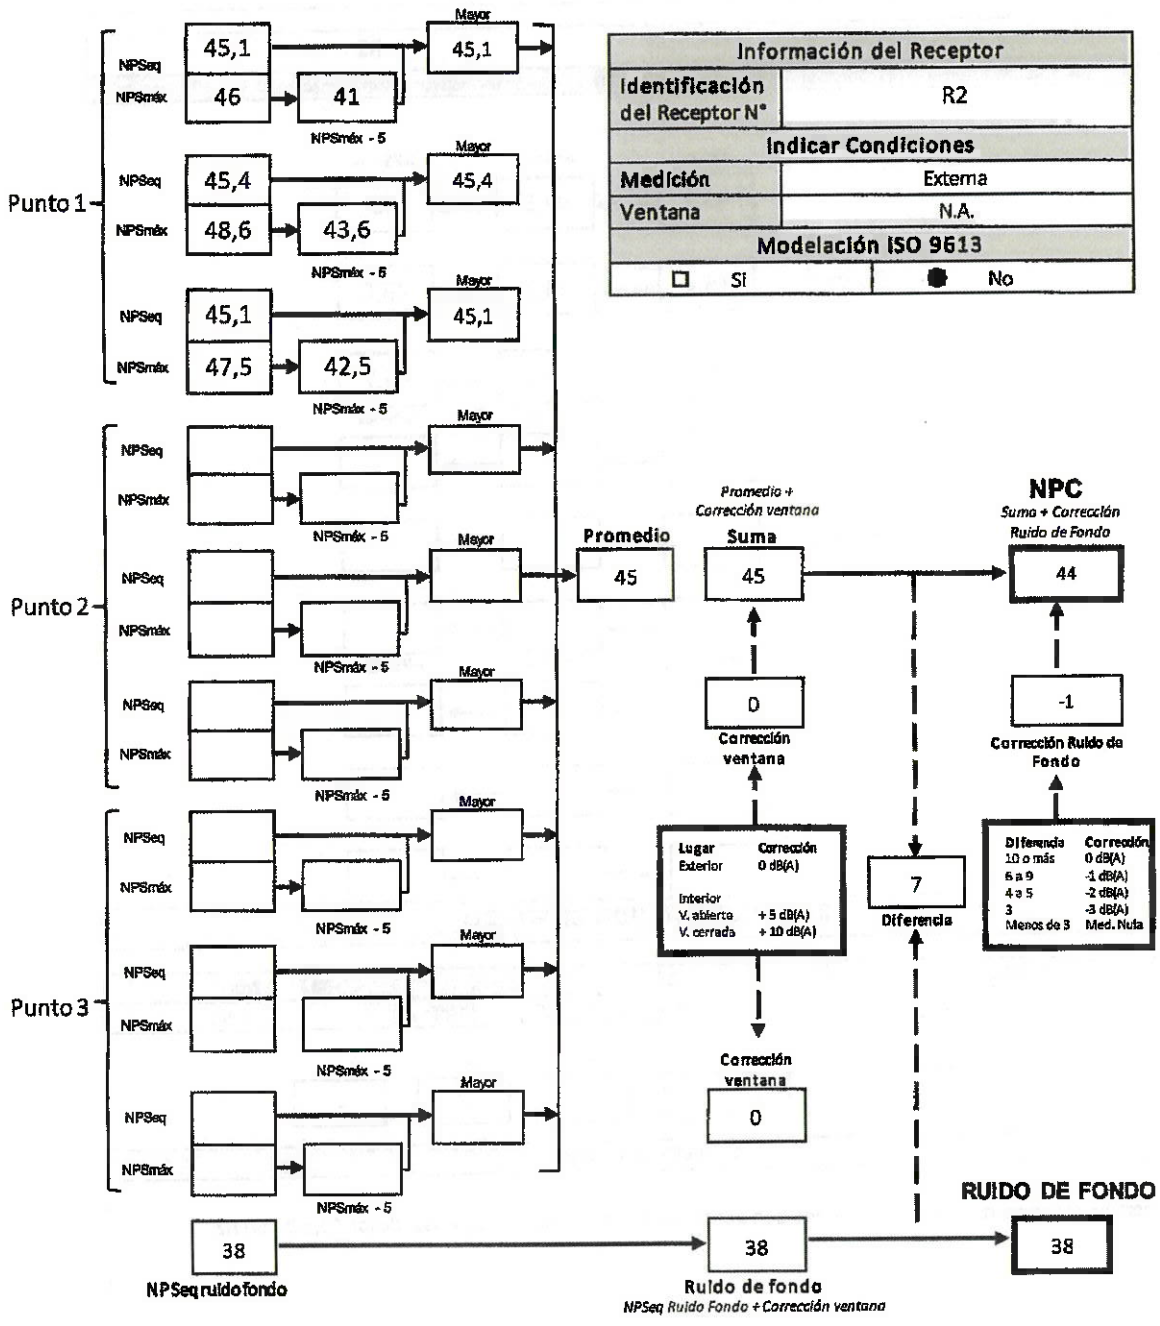 Punto 1
NPSeq
45,1
Mayor
45,1
NPSmáx
46
41
NPSmáx - 5
NPSeq
45,4
Mayor
45,4
NPSmáx
48,6
43,6
NPSmáx - 5
NPSeq
45,1
Mayor
45,1
NPSmáx
47,5
42,5
NPSmáx - 5
Información del Receptor
Identificación del Receptor N°
R2
Indicar Condiciones
Medición
Externa
Ventana
N.A.
Modelación ISO 9613
Si
No
Punto 2
NPSeq
Mayor
NPSmáx
NPSmáx - 5
NPSeq
Mayor
NPSmáx
NPSmáx - 5
NPSeq
Mayor
NPSmáx
NPSmáx - 5
Punto 3
NPSeq
Mayor
NPSmáx
NPSmáx - 5
NPSeq
Mayor
NPSmáx
NPSmáx - 5
NPSeq
Mayor
NPSmáx
NPSmáx - 5
Promedio
45
Promedio +
Corrección ventana
Suma
45
NPC
Suma + Corrección
Ruido de Fondo
44
0
Corrección
ventana
-1
Corrección Ruido de
Fondo
Lugar Corrección
Exterior 0 dB(A)
Interior
V. abierta + 5 dB(A)
V. cerrada + 10 dB(A)
7
Diferencia
Diferencia Corrección
10 o más 0 dB(A)
6 a 9 -1 dB(A)
4 a 5 -2 dB(A)
3 -3 dB(A)
Menos de 3 Med. Nula
Corrección
ventana
0
38
NPSeq ruido fondo
38
Ruido de fondo
NPSeq Ruido Fondo + Corrección ventana
RUIDO DE FONDO
38